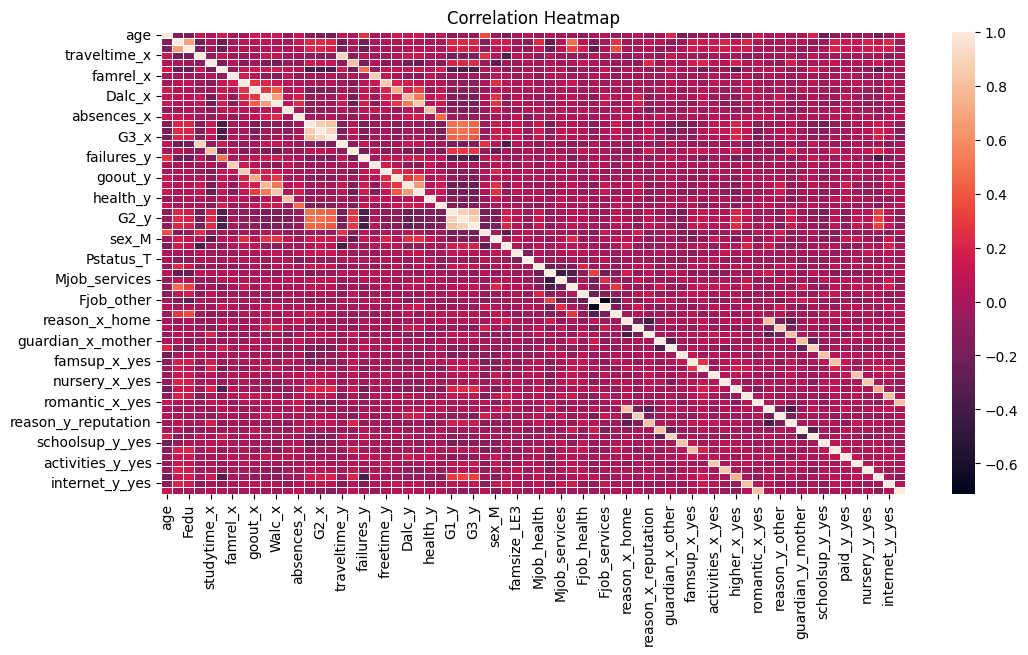 Correlation Heatmap
age
traveltime_x
famrel_x
Dalc_x
absences_x
G3_x
failures_y
goout_y
health_y
G2_y
sex_M
Pstatus_T
Mjob_services
Fjob_other
reason_x_home
guardian_x_mother
famsup_x_yes
nursery_x_yes
romantic_x_yes
reason_y_reputation
schoolsup_y_yes
activities_y_yes
internet_y_yes
age
Fedu
studytime_x
famrel_x
goout_x
Walc_x
absences_x
G2_x
traveltime_y
failures_y
freetime_y
Dalc_y
health_y
G1_y
G3_y
sex_M
famsize_LE3
Mjob_health
Mjob_services
Fjob_health
Fjob_services
reason_x_home
reason_x_reputation
guardian_x_other
famsup_x_yes
activities_x_yes
higher_x_yes
romantic_x_yes
reason_y_other
guardian_y_mother
schoolsup_y_yes
paid_y_yes
nursery_y_yes
internet_y_yes
1.0
0.8
0.6
0.4
0.2
0.0
−0.2
−0.4
−0.6